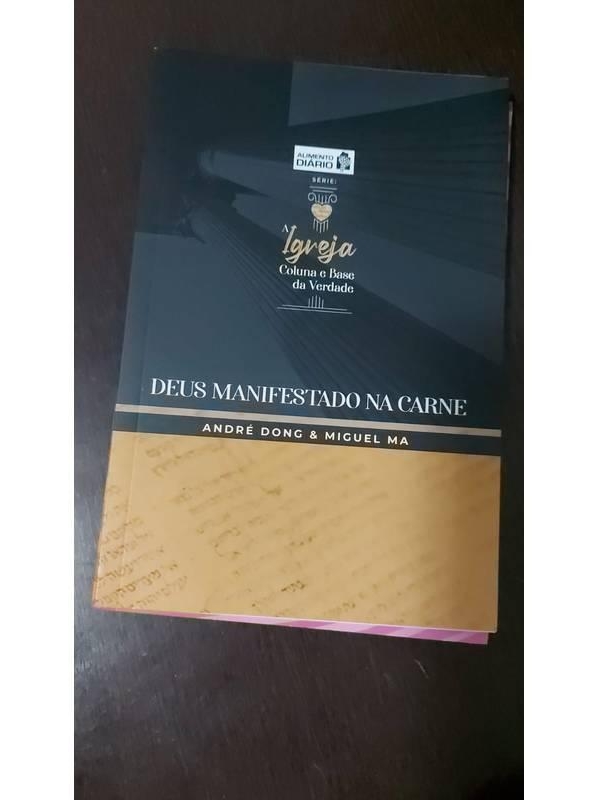 ALIMENTO
DIÁRIO
SÉRIE:
A
Igreja
Coluna e Base
da Verdade
DEUS MANIFESTADO NA CARNE
ANDRÉ DONG & MIGUEL MA